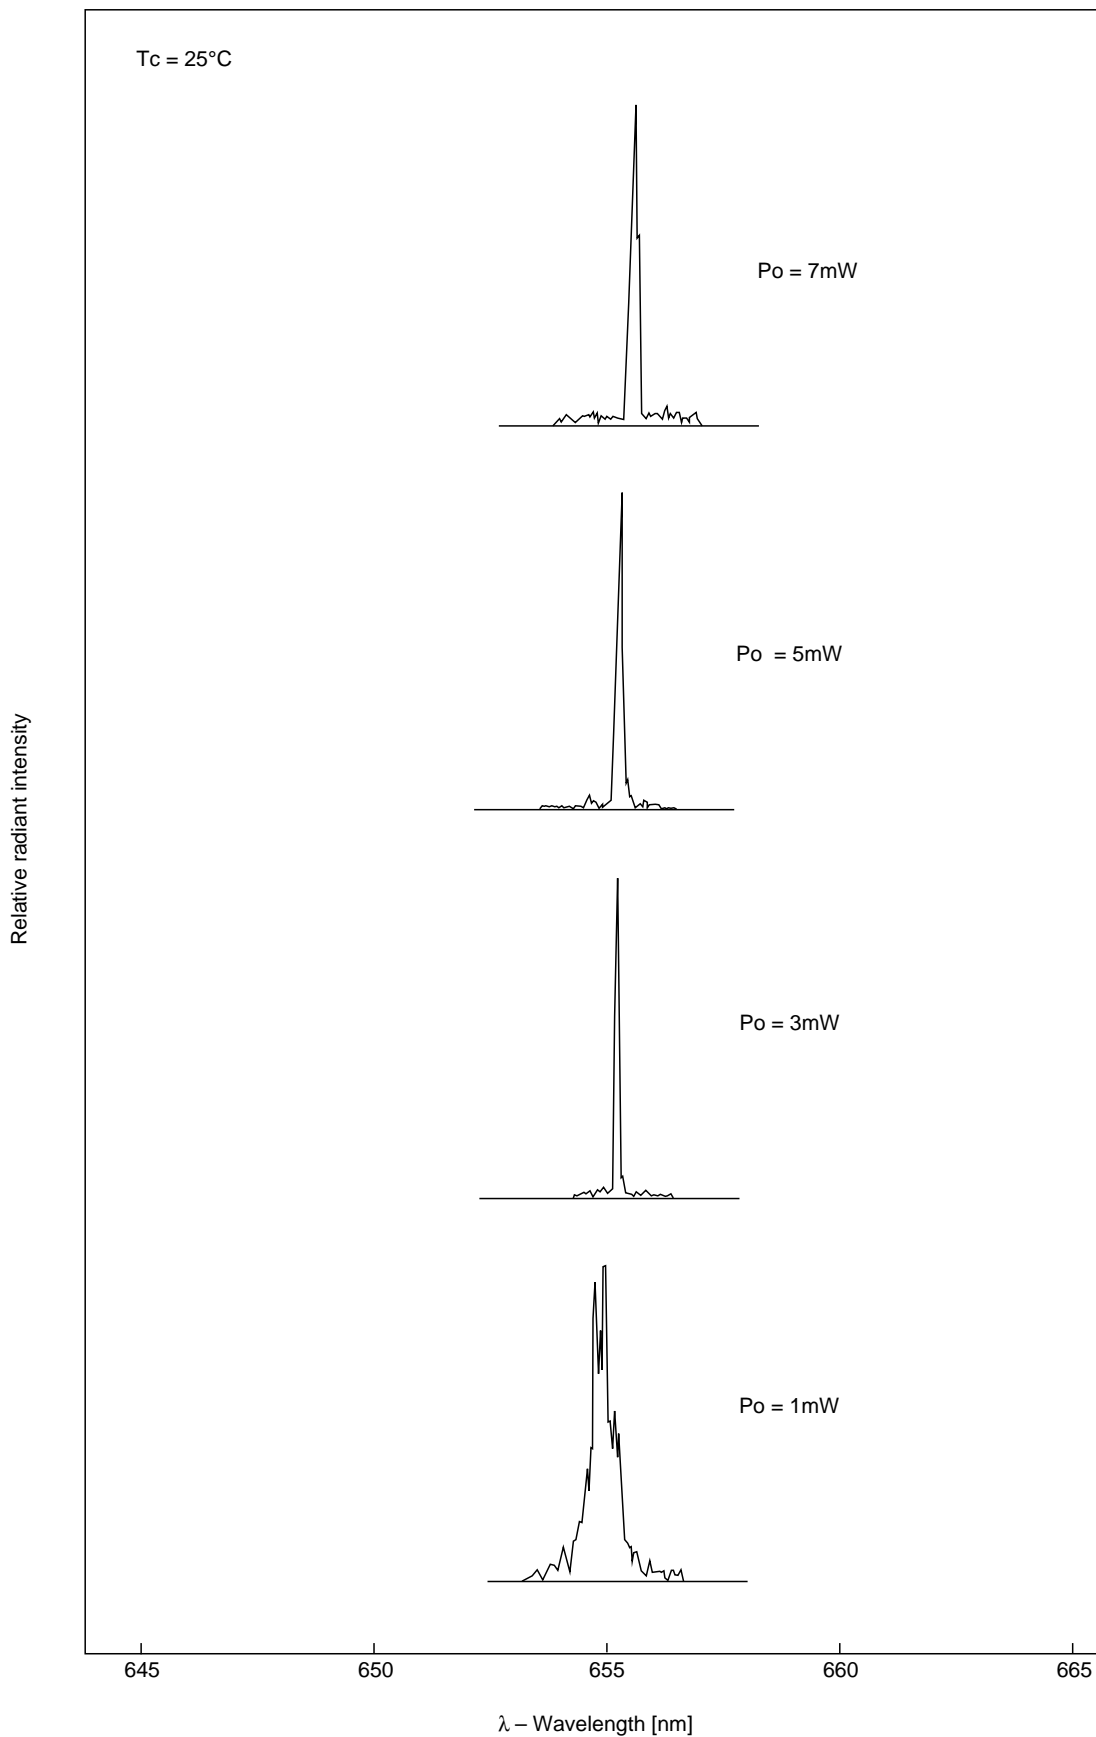 Tc = 25°C
Po = 7mW
Po = 5mW
Relative radiant intensity
Po = 3mW
Po = 1mW
645 650 655 660 665
λ – Wavelength [nm]